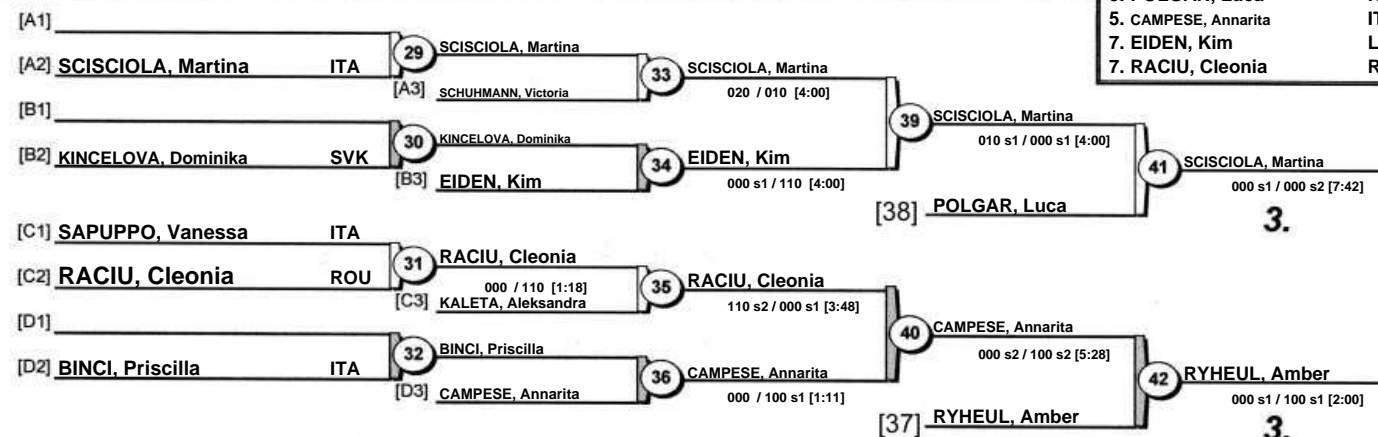 5. CAMPESE, Annarita
7. EIDEN, Kim L
7. RACIU, Cleonia R
[A1]
[A2] SCISCIOLA, Martina ITA
29
SCISCIOLA, Martina
[A3] SCHUHMANN, Victoria
33
SCISCIOLA, Martina
020 / 010 [4:00]
[B1]
[B2] KINCELOVA, Dominika SVK
30
KINCELOVA, Dominika
[B3] EIDEN, Kim
34
EIDEN, Kim
000 s1 / 110 [4:00]
39
SCISCIOLA, Martina
010 s1 / 000 s1 [4:00]
[38] POLGAR, Luca
41
SCISCIOLA, Martina
000 s1 / 000 s2 [7:42]
3.
[C1] SAPUPPO, Vanessa ITA
[C2] RACIU, Cleonia ROU
31
RACIU, Cleonia
000 / 110 [1:18]
[C3] KALETA, Aleksandra
35
RACIU, Cleonia
110 s2 / 000 s1 [3:48]
[D1]
[D2] BINCI, Priscilla ITA
32
BINCI, Priscilla
[D3] CAMPESE, Annarita
36
CAMPESE, Annarita
000 / 100 s1 [1:11]
40
CAMPESE, Annarita
000 s2 / 100 s2 [5:28]
[37] RYHEUL, Amber
42
RYHEUL, Amber
000 s1 / 100 s1 [2:00]
3.